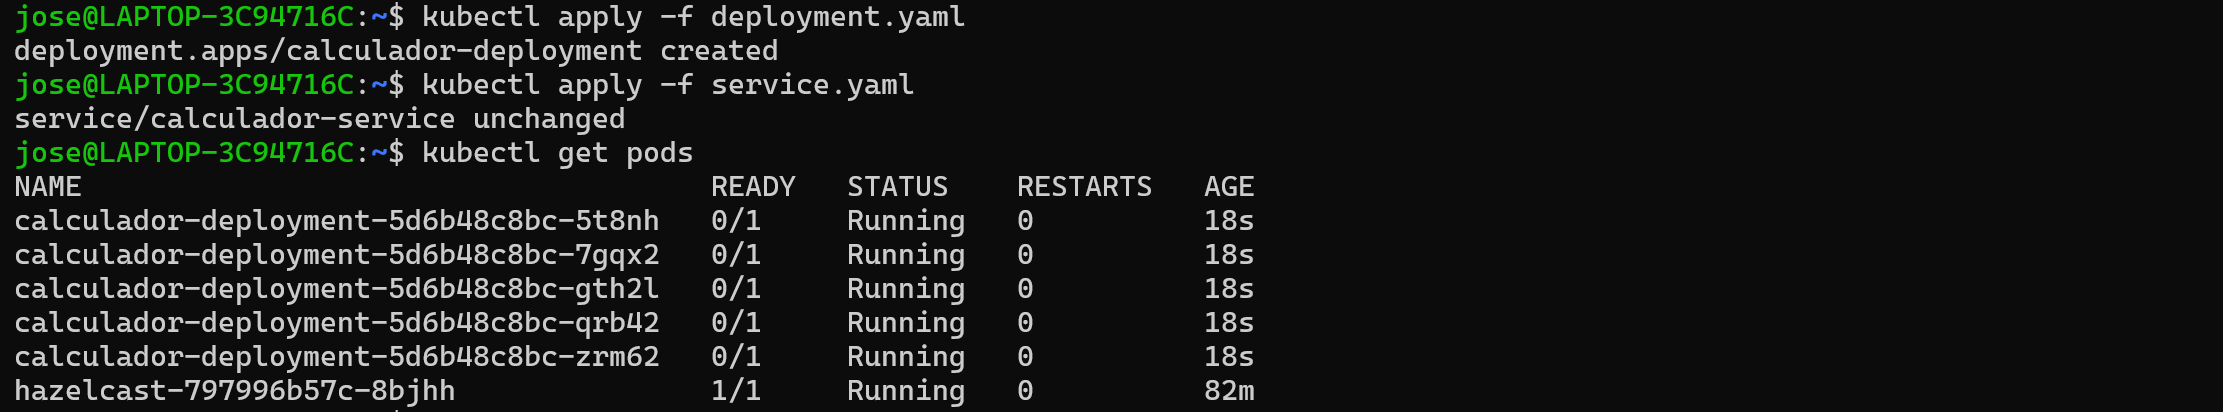 jose@LAPTOP-3C94716C:~$ kubectl apply -f deployment.yaml
deployment.apps/calculador-deployment created
jose@LAPTOP-3C94716C:~$ kubectl apply -f service.yaml
service/calculador-service unchanged
jose@LAPTOP-3C94716C:~$ kubectl get pods
NAME                                     READY   STATUS    RESTARTS   AGE
calculador-deployment-5d6b48c8bc-5t8nh   0/1     Running   0          18s
calculador-deployment-5d6b48c8bc-7gqx2   0/1     Running   0          18s
calculador-deployment-5d6b48c8bc-gth2l   0/1     Running   0          18s
calculador-deployment-5d6b48c8bc-qrb42   0/1     Running   0          18s
calculador-deployment-5d6b48c8bc-zrm62   0/1     Running   0          18s
hazelcast-797996b57c-8bjhh               1/1     Running   0          82m